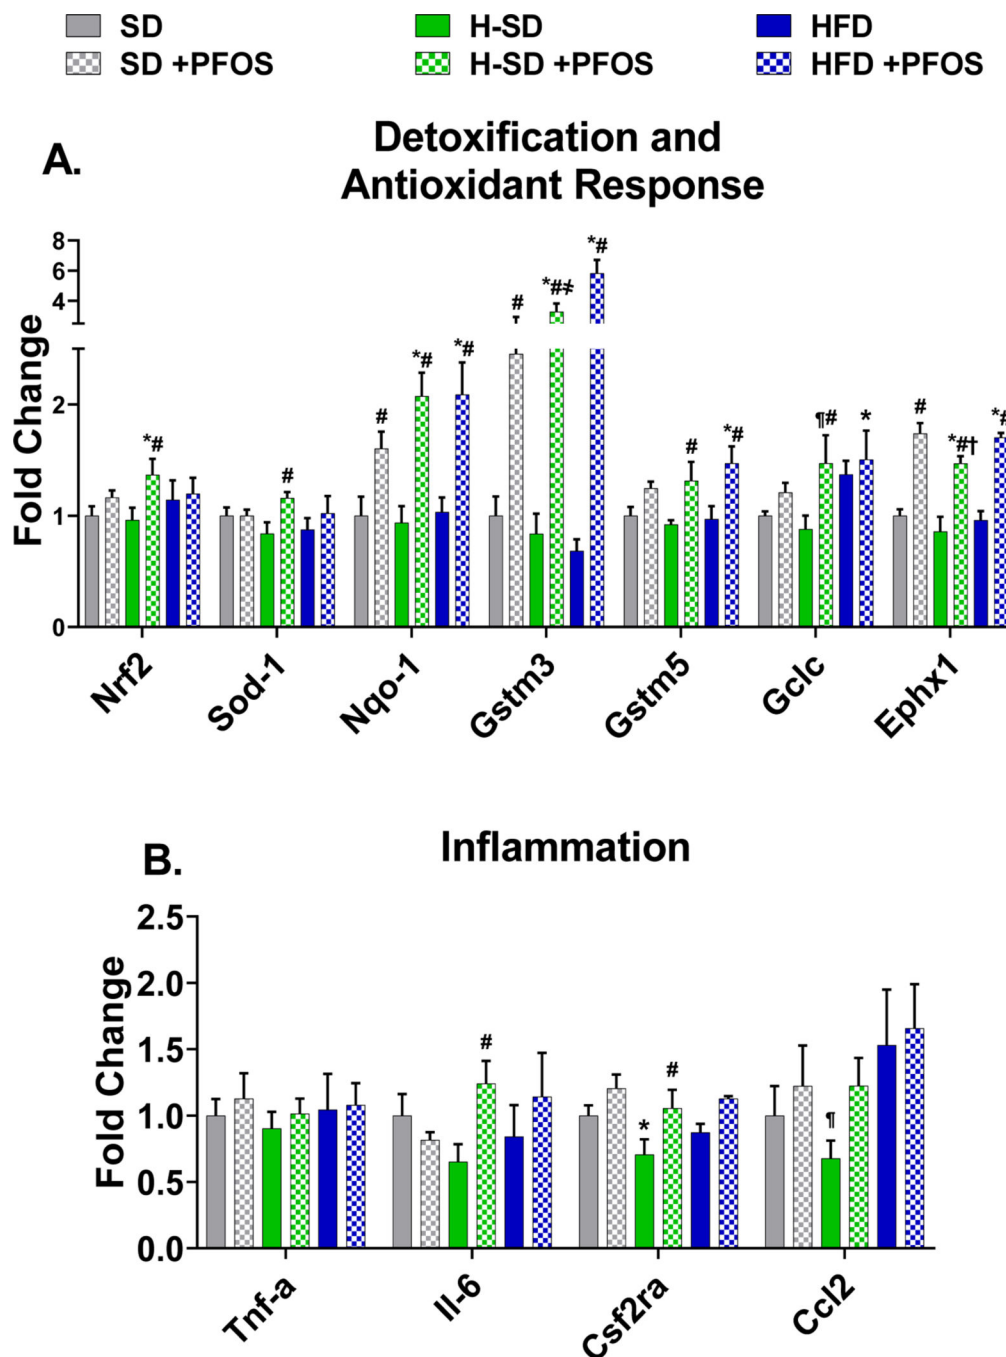 SD H-SD HFD
SD +PFOS H-SD +PFOS HFD +PFOS
A.
Detoxification and
Antioxidant Response
Fold Change
8
6
4
2
1
0
*#
#
#
*#
*#
#
*#≠
*#
#
*#
¶#
*
#
*#†
*#
Nrf2 Sod-1 Nqo-1 Gstm3 Gstm5 Gclc Ephx1
B.
Inflammation
Fold Change
2.5
2.0
1.5
1.0
0.5
0.0
#
*
#
¶
Tnf-a Il-6 Csf2ra Ccl2